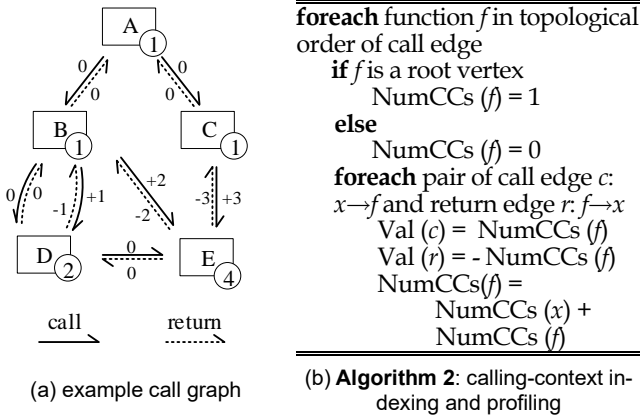 A
1
0
0
0
0
B
1
C
1
0
0
-1
+1
+2
-2
-3
+3
D
2
0
0
E
4
call
return
(a) example call graph
foreach function f in topological
order of call edge
if f is a root vertex
NumCCs (f) = 1
else
NumCCs (f) = 0
foreach pair of call edge c:
x→f and return edge r: f→x
Val (c) = NumCCs (f)
Val (r) = - NumCCs (f)
NumCCs(f) =
NumCCs (x) +
NumCCs (f)
(b) Algorithm 2: calling-context in-
dexing and profiling